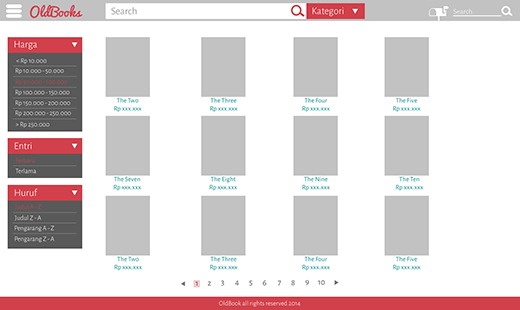 OldBooks Search Kategori Search
Harga
< Rp 10.000
Rp 10.000 - 50.000
Rp 100.000 - 150.000
Rp 150.000 - 200.000
Rp 200.000 - 250.000
> Rp 250.000
Entri
Terlama
Huruf
Judul Z - A
Pengarang A - Z
Pengarang Z - A
The Two The Three The Four The Five
Rp xxx.xxx Rp xxx.xxx Rp xxx.xxx Rp xxx.xxx
The Seven The Eight The Nine The Ten
Rp xxx.xxx Rp xxx.xxx Rp xxx.xxx Rp xxx.xxx
The Two The Three The Four The Five
Rp xxx.xxx Rp xxx.xxx Rp xxx.xxx Rp xxx.xxx
1 2 3 4 5 6 7 8 9 10
OldBook all rights reserved 2014